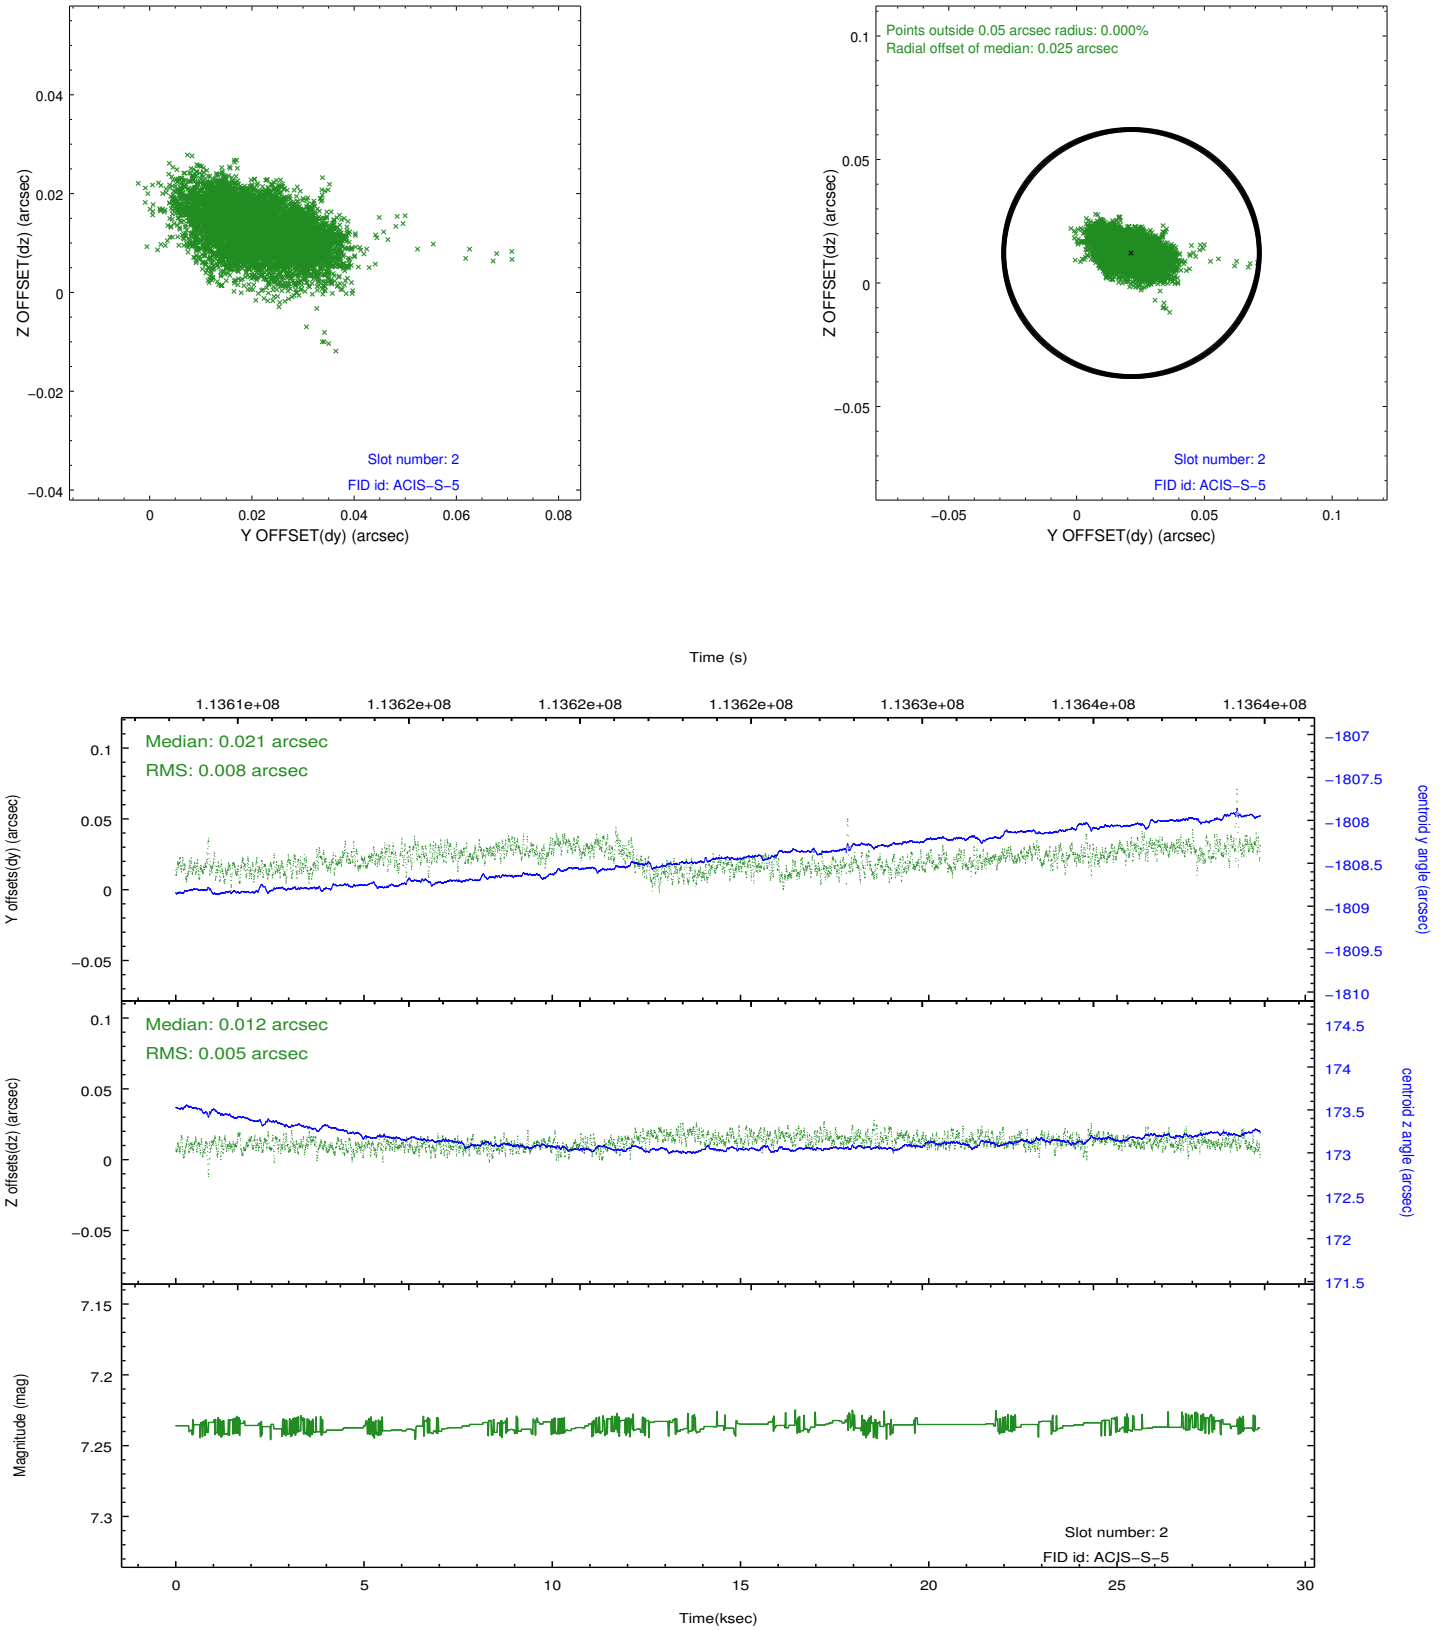 0.04
0.02
0
−0.02
−0.04
Z OFFSET(dz) (arcsec)
Slot number: 2
FID id: ACIS−S−5
0 0.02 0.04 0.06 0.08
Y OFFSET(dy) (arcsec)
Points outside 0.05 arcsec radius: 0.000%
Radial offset of median: 0.025 arcsec
0.1
0.05
0
−0.05
Z OFFSET(dz) (arcsec)
Slot number: 2
FID id: ACIS−S−5
−0.05 0 0.05 0.1
Y OFFSET(dy) (arcsec)
Time (s)
1.1361e+08 1.1362e+08 1.1362e+08 1.1362e+08 1.1363e+08 1.1364e+08 1.1364e+08
Median: 0.021 arcsec
RMS: 0.008 arcsec
0.1
0.05
0
−0.05
Y offsets(dy) (arcsec)
−1807
−1807.5
−1808
−1808.5
−1809
−1809.5
−1810
centroid y angle (arcsec)
Median: 0.012 arcsec
RMS: 0.005 arcsec
0.1
0.05
0
−0.05
Z offsets(dz) (arcsec)
174.5
174
173.5
173
172.5
172
171.5
centroid z angle (arcsec)
7.15
7.2
7.25
7.3
Magnitude (mag)
Slot number: 2
FID id: ACIS−S−5
0 5 10 15 20 25 30
Time(ksec)